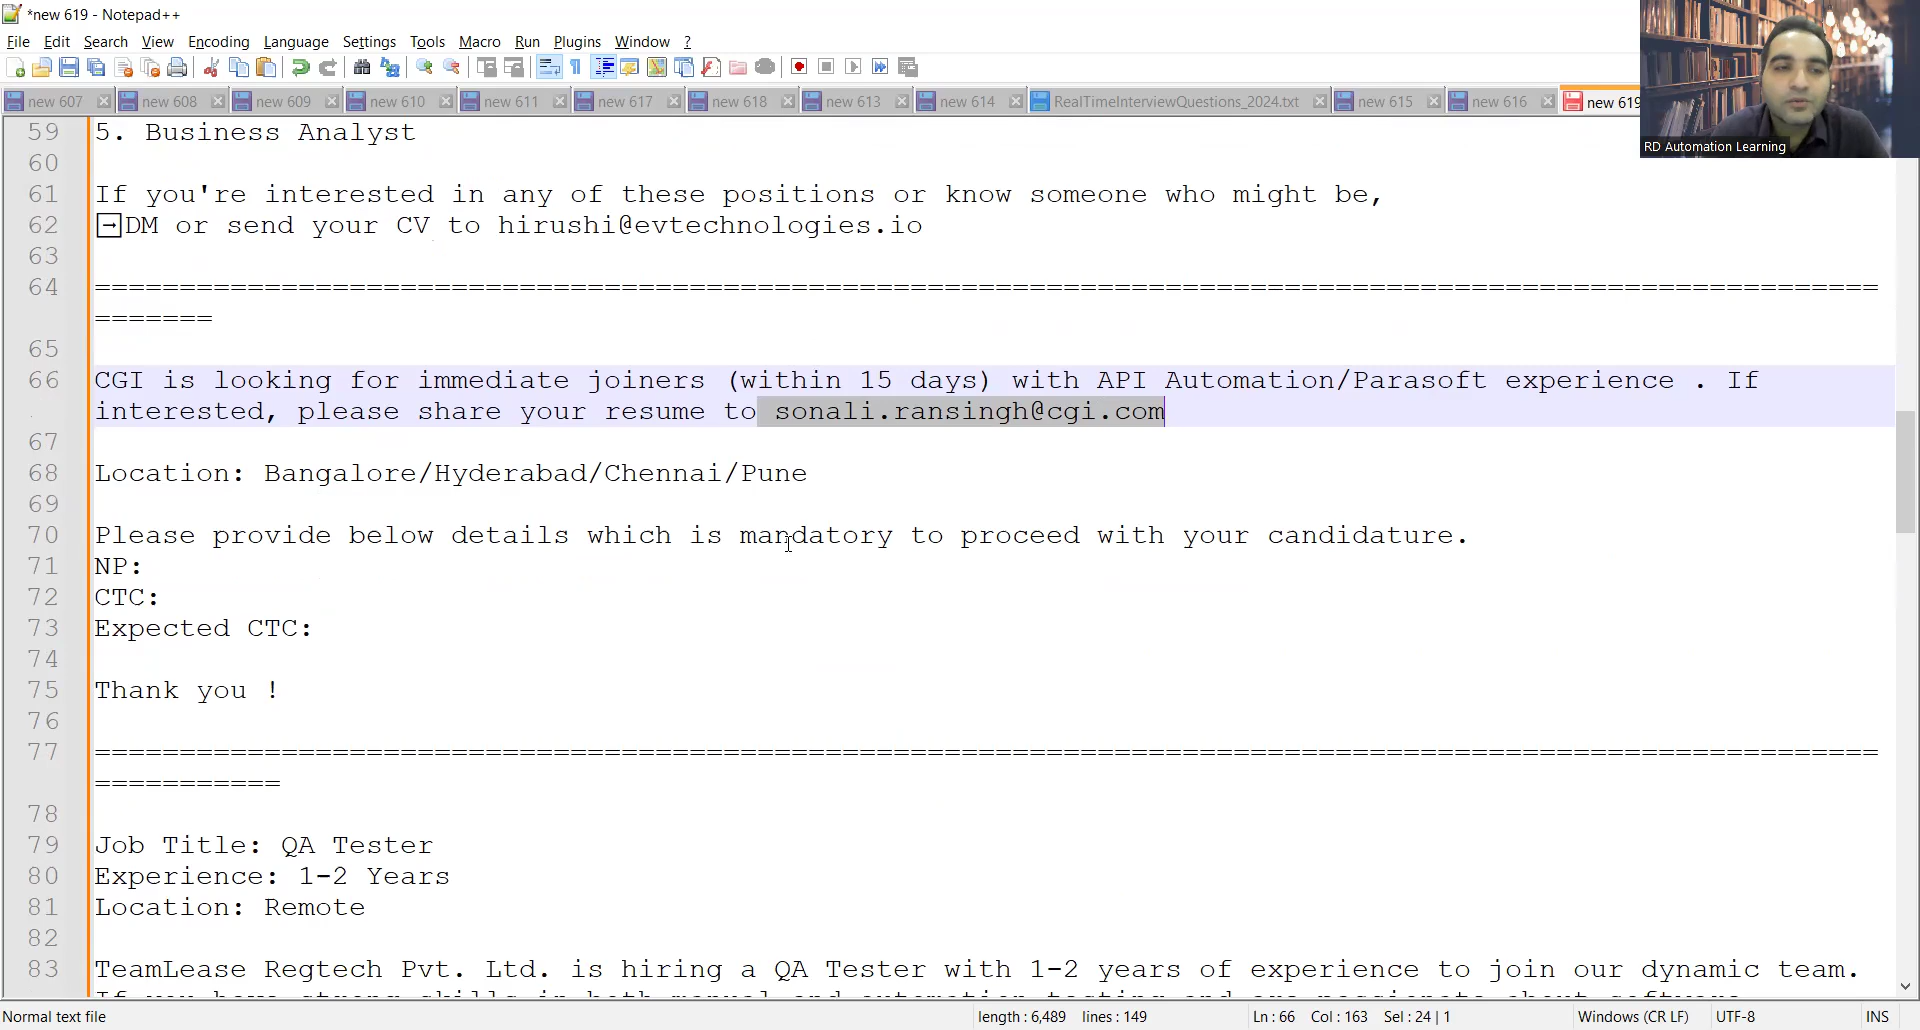 *new 619 - Notepad++
File Edit Search View Encoding Language Settings Tools Macro Run Plugins Window ?
new 607 new 608 new 609 new 610 new 611 new 617 new 618 new 613 new 614 RealTimeInterviewQuestions_2024.txt new 615 new 616 new 619
RD Automation Learning
59 5. Business Analyst
60
61 If you're interested in any of these positions or know someone who might be,
62 →DM or send your CV to hirushi@evtechnologies.io
63
64 =========================================================================================================
=======
65
66 CGI is looking for immediate joiners (within 15 days) with API Automation/Parasoft experience . If
interested, please share your resume to sonali.ransingh@cgi.com
67
68 Location: Bangalore/Hyderabad/Chennai/Pune
69
70 Please provide below details which is mandatory to proceed with your candidature.
71 NP:
72 CTC:
73 Expected CTC:
74
75 Thank you !
76
77 =========================================================================================================
===========
78
79 Job Title: QA Tester
80 Experience: 1-2 Years
81 Location: Remote
82
83 TeamLease Regtech Pvt. Ltd. is hiring a QA Tester with 1-2 years of experience to join our dynamic team.
Normal text file length : 6,489 lines : 149 Ln : 66 Col : 163 Sel : 24 | 1 Windows (CR LF) UTF-8 INS